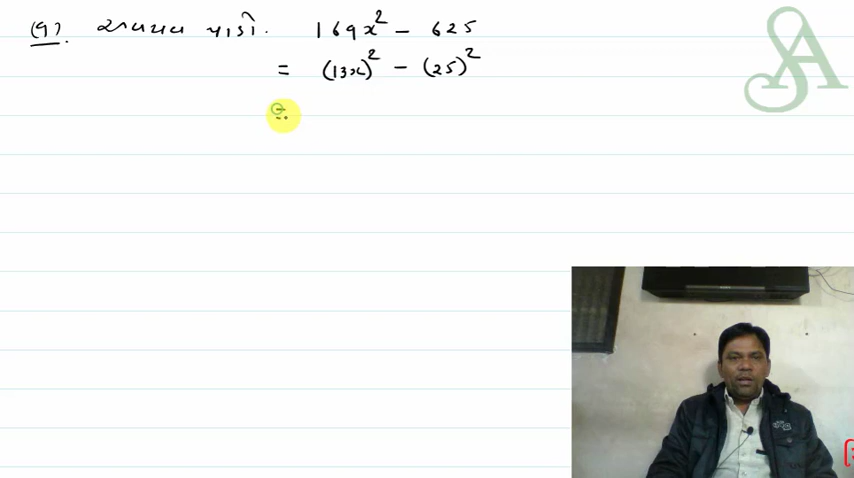 (9). અવયવ પાડો. 169x² – 625
= (13x)² – (25)²
=